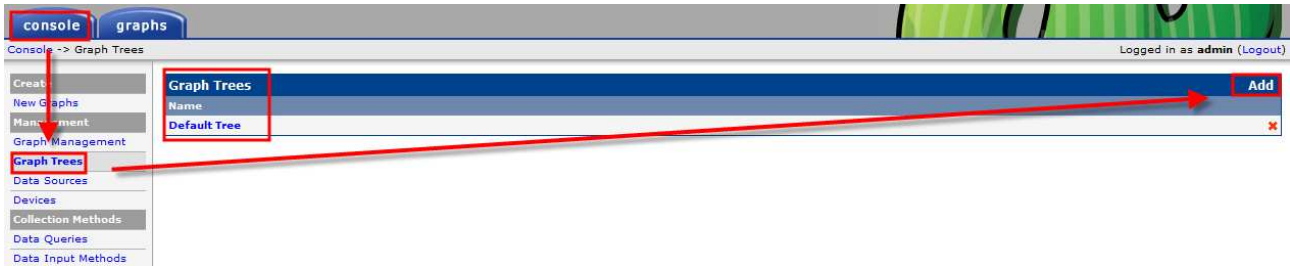 console graphs
Console -> Graph Trees
Logged in as admin (Logout)
Create
New Graphs
Management
Graph Management
Graph Trees
Data Sources
Devices
Collection Methods
Data Queries
Data Input Methods
Graph Trees
Add
Name
Default Tree